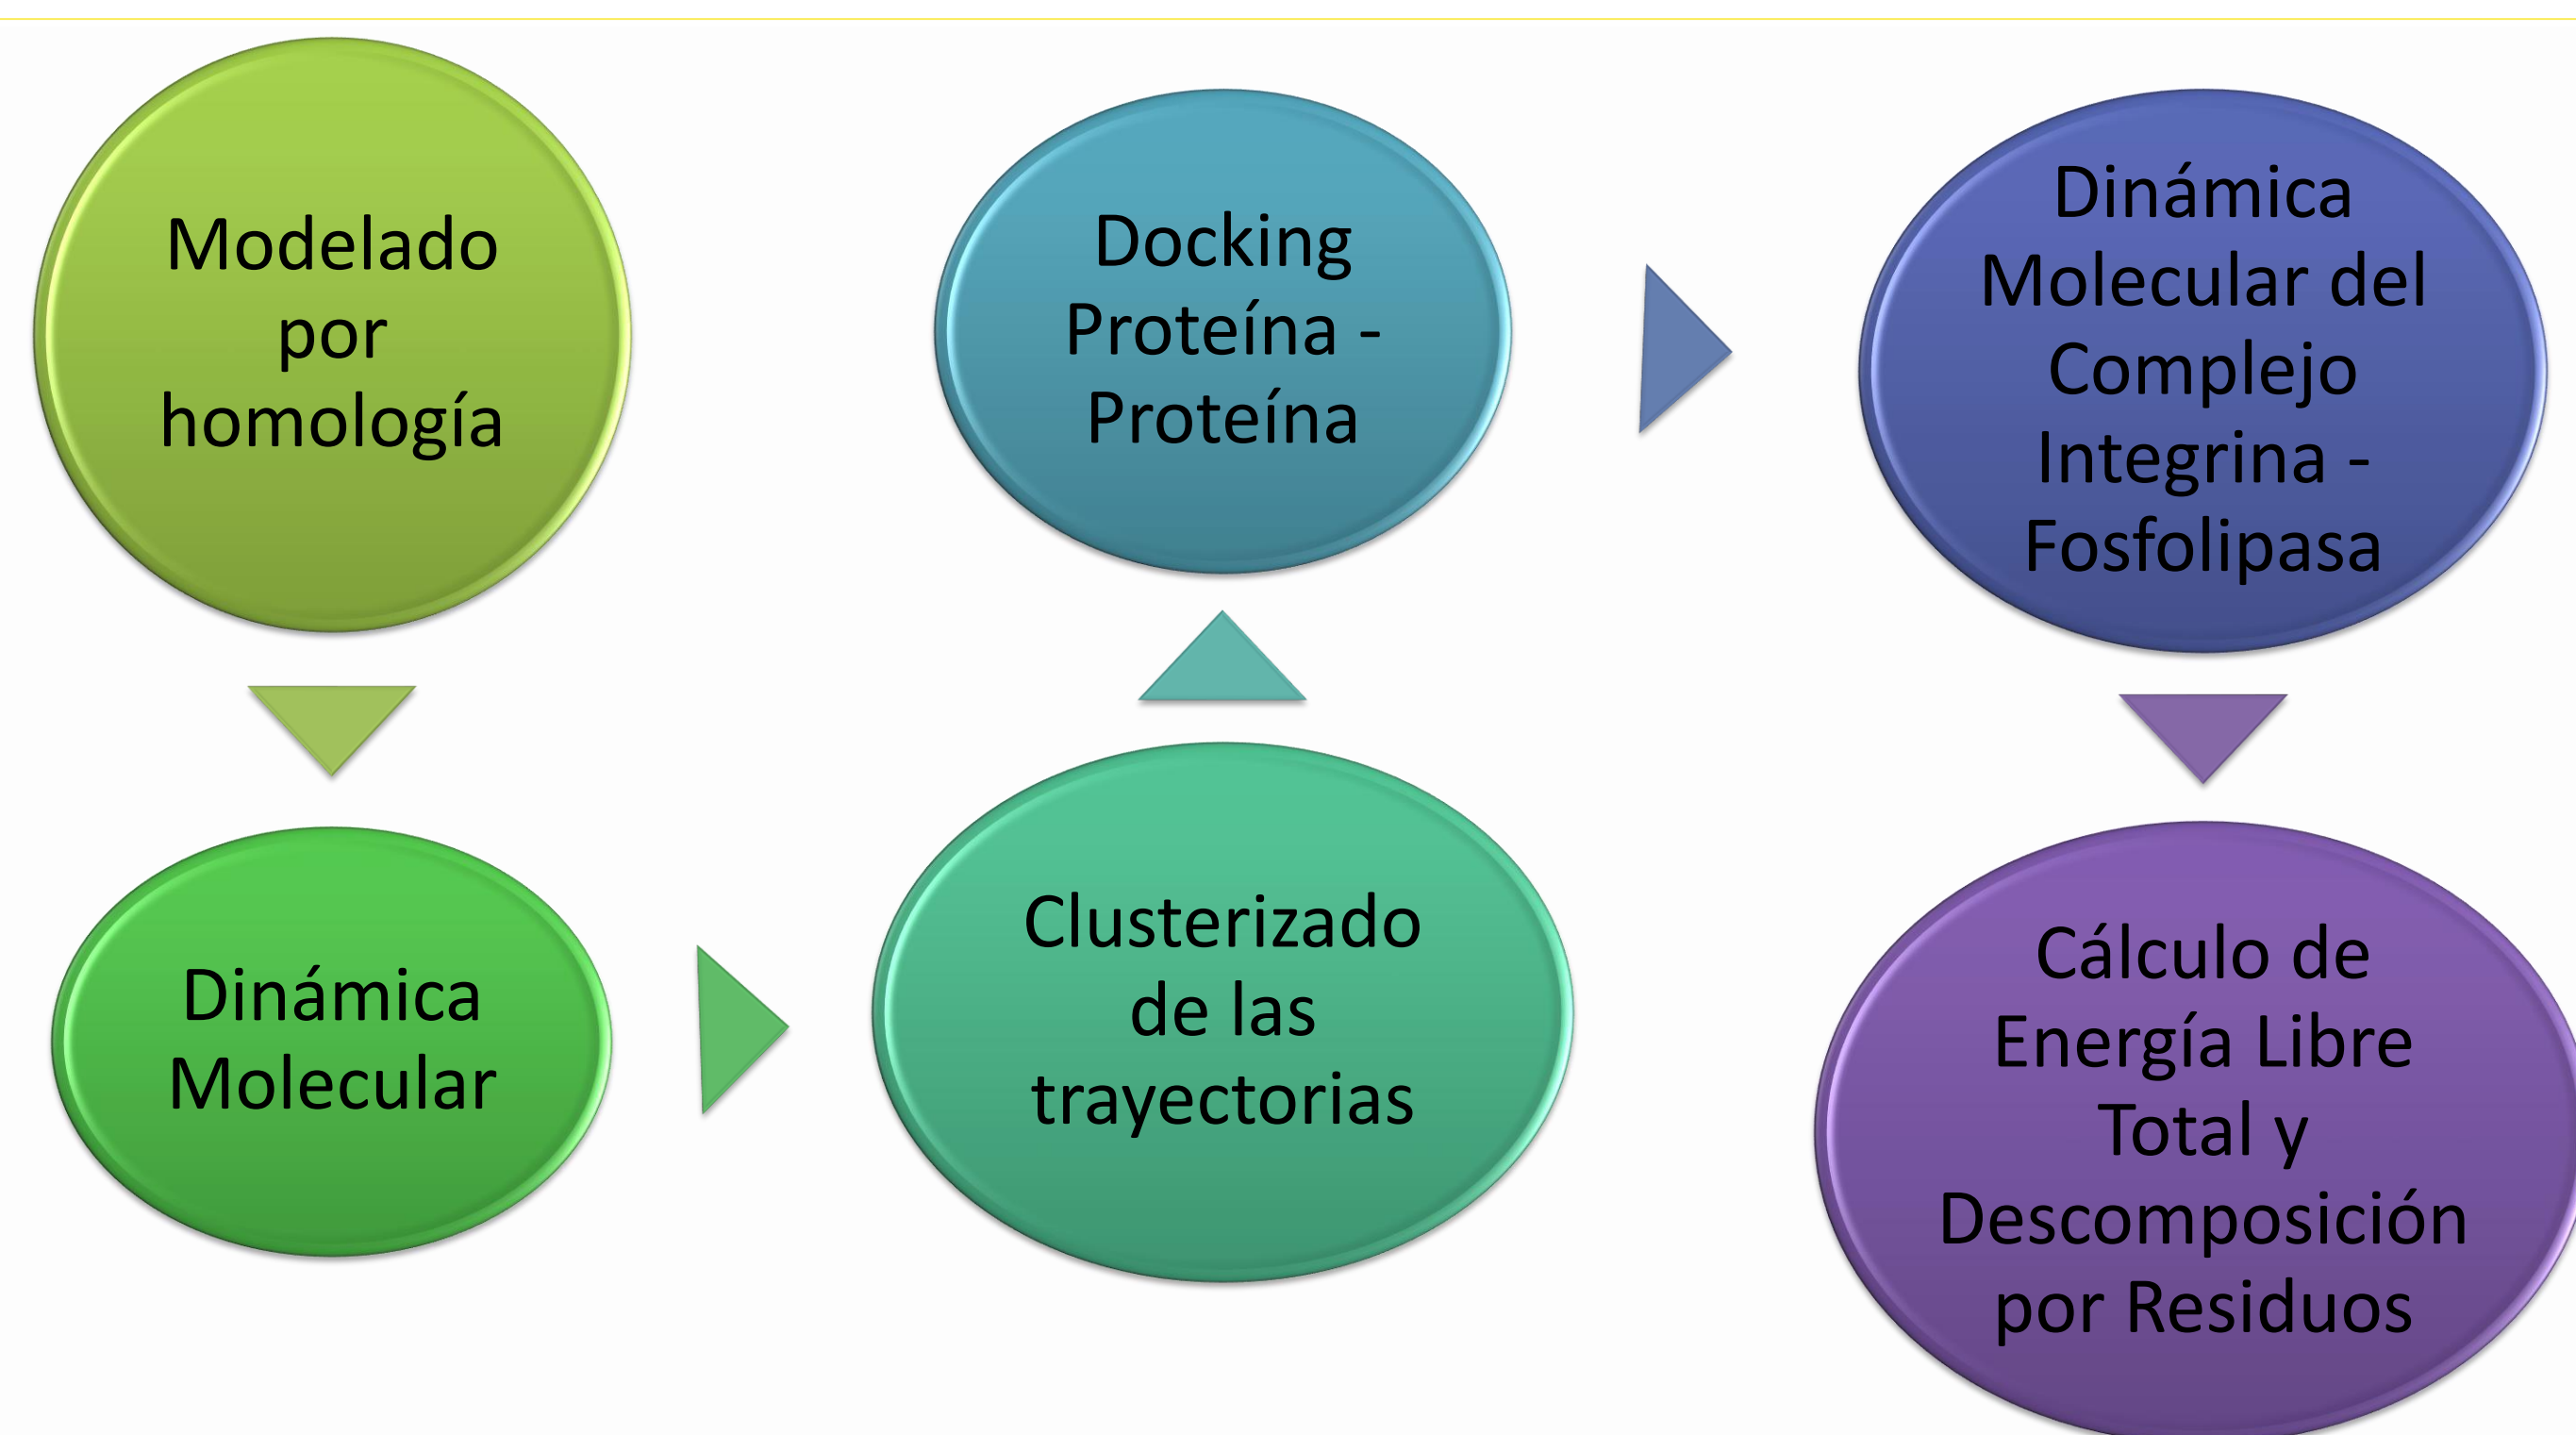 Modelado
por
homología
Dinámica
Molecular
Clusterizado
de las
trayectorias
Docking
Proteína -
Proteína
Dinámica
Molecular del
Complejo
Integrina -
Fosfolipasa
Cálculo de
Energía Libre
Total y
Descomposición
por Residuos